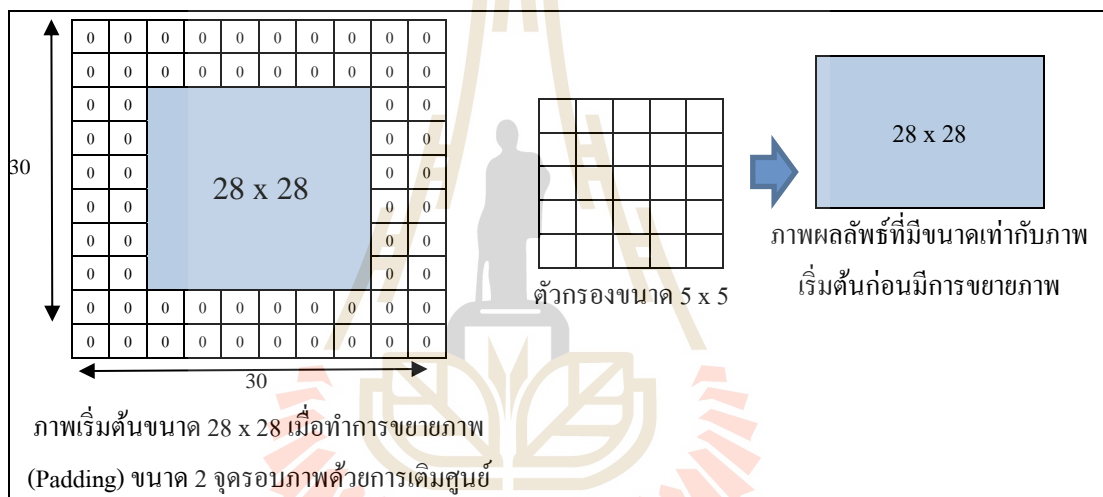 0 0 0 0 0 0 0 0 0 0
0 0 0 0 0 0 0 0 0 0
0 0 0 0
0 0 0 0
30
0 0 0 0
28 x 28
0 0 0 0
0 0 0 0
0 0 0 0
0 0 0 0 0 0 0 0 0 0
0 0 0 0 0 0 0 0 0 0
30
ภาพเริ่มต้นขนาด 28 x 28 เมื่อทำการขยายภาพ
(Padding) ขนาด 2 จุดรอบภาพด้วยการเติมศูนย์
ตัวกรองขนาด 5 x 5
28 x 28
ภาพผลลัพธ์ที่มีขนาดเท่ากับภาพ
เริ่มต้นก่อนมีการขยายภาพ